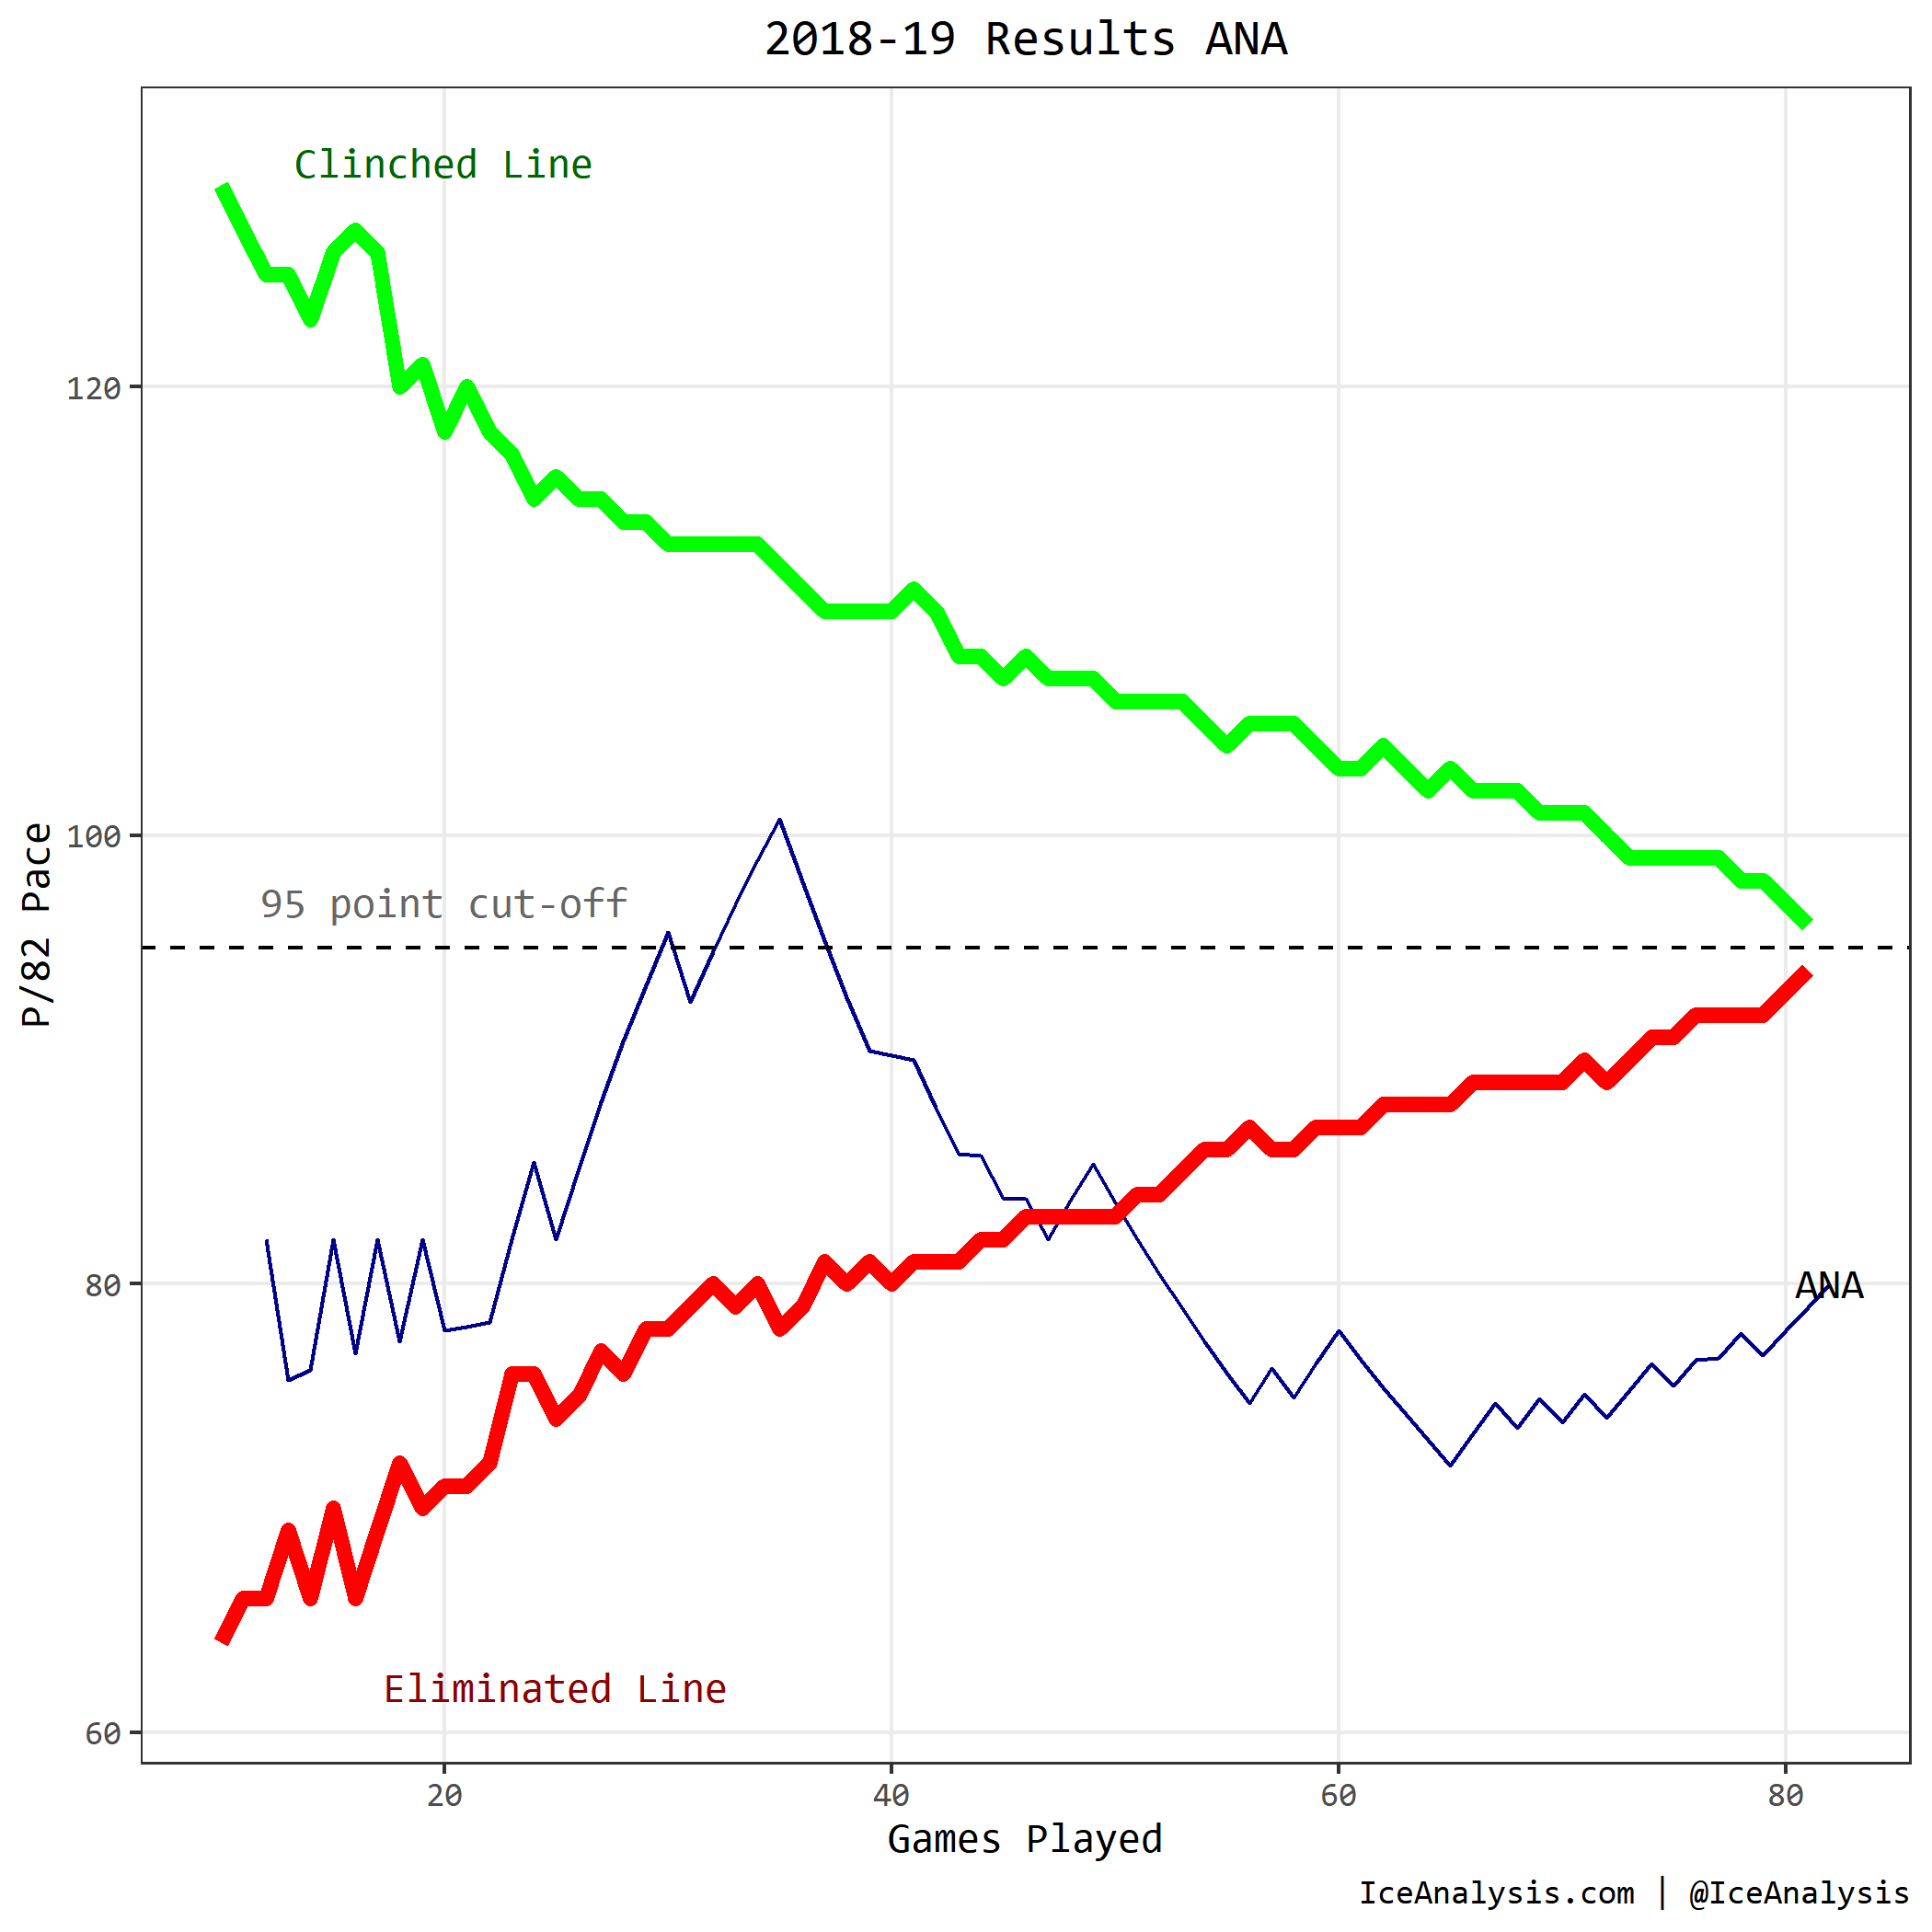 2018-19 Results ANA
Clinched Line
120
P/82 Pace
100
95 point cut-off
80
ANA
Eliminated Line
60
20
40
60
80
Games Played
IceAnalysis.com | @IceAnalysis